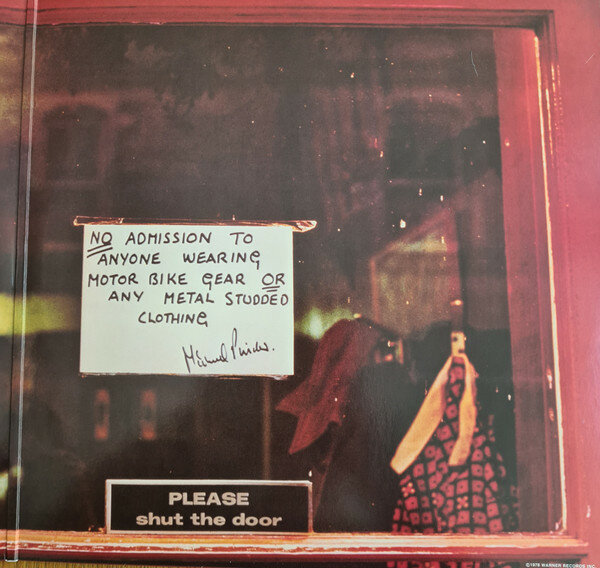 NO ADMISSION TO
ANYONE WEARING
MOTOR BIKE GEAR OR
ANY METAL STUDDED
CLOTHING
PLEASE
shut the door
©1978 WARNER RECORDS INC.